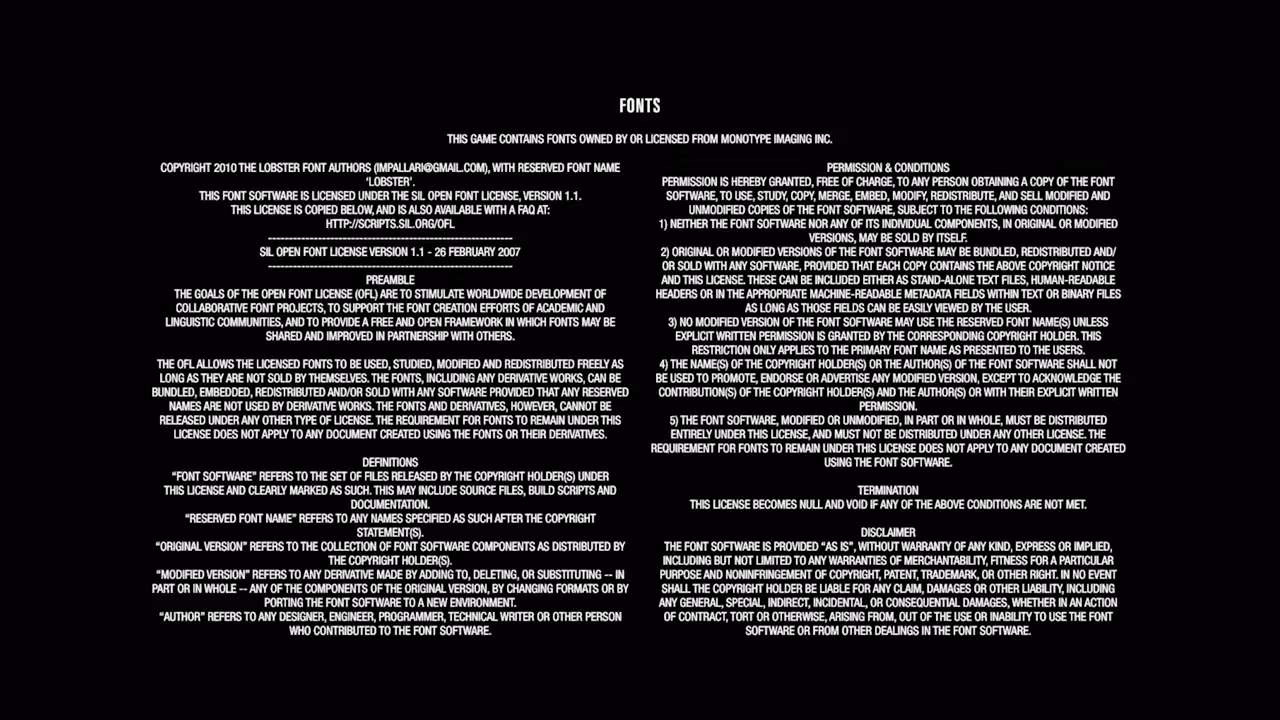 FONTS
THIS GAME CONTAINS FONTS OWNED BY OR LICENSED FROM MONOTYPE IMAGING INC.
COPYRIGHT 2010 THE LOBSTER FONT AUTHORS (IMPALLARI@GMAIL.COM), WITH RESERVED FONT NAME
‘LOBSTER’.
THIS FONT SOFTWARE IS LICENSED UNDER THE SIL OPEN FONT LICENSE, VERSION 1.1.
THIS LICENSE IS COPIED BELOW, AND IS ALSO AVAILABLE WITH A FAQ AT:
HTTP://SCRIPTS.SIL.ORG/OFL
-----------------------------------------------------------
SIL OPEN FONT LICENSE VERSION 1.1 - 26 FEBRUARY 2007
-----------------------------------------------------------
PREAMBLE
THE GOALS OF THE OPEN FONT LICENSE (OFL) ARE TO STIMULATE WORLDWIDE DEVELOPMENT OF
COLLABORATIVE FONT PROJECTS, TO SUPPORT THE FONT CREATION EFFORTS OF ACADEMIC AND
LINGUISTIC COMMUNITIES, AND TO PROVIDE A FREE AND OPEN FRAMEWORK IN WHICH FONTS MAY BE
SHARED AND IMPROVED IN PARTNERSHIP WITH OTHERS.
THE OFL ALLOWS THE LICENSED FONTS TO BE USED, STUDIED, MODIFIED AND REDISTRIBUTED FREELY AS
LONG AS THEY ARE NOT SOLD BY THEMSELVES. THE FONTS, INCLUDING ANY DERIVATIVE WORKS, CAN BE
BUNDLED, EMBEDDED, REDISTRIBUTED AND/OR SOLD WITH ANY SOFTWARE PROVIDED THAT ANY RESERVED
NAMES ARE NOT USED BY DERIVATIVE WORKS. THE FONTS AND DERIVATIVES, HOWEVER, CANNOT BE
RELEASED UNDER ANY OTHER TYPE OF LICENSE. THE REQUIREMENT FOR FONTS TO REMAIN UNDER THIS
LICENSE DOES NOT APPLY TO ANY DOCUMENT CREATED USING THE FONTS OR THEIR DERIVATIVES.
DEFINITIONS
“FONT SOFTWARE” REFERS TO THE SET OF FILES RELEASED BY THE COPYRIGHT HOLDER(S) UNDER
THIS LICENSE AND CLEARLY MARKED AS SUCH. THIS MAY INCLUDE SOURCE FILES, BUILD SCRIPTS AND
DOCUMENTATION.
“RESERVED FONT NAME” REFERS TO ANY NAMES SPECIFIED AS SUCH AFTER THE COPYRIGHT
STATEMENT(S).
“ORIGINAL VERSION” REFERS TO THE COLLECTION OF FONT SOFTWARE COMPONENTS AS DISTRIBUTED BY
THE COPYRIGHT HOLDER(S).
“MODIFIED VERSION” REFERS TO ANY DERIVATIVE MADE BY ADDING TO, DELETING, OR SUBSTITUTING -- IN
PART OR IN WHOLE -- ANY OF THE COMPONENTS OF THE ORIGINAL VERSION, BY CHANGING FORMATS OR BY
PORTING THE FONT SOFTWARE TO A NEW ENVIRONMENT.
“AUTHOR” REFERS TO ANY DESIGNER, ENGINEER, PROGRAMMER, TECHNICAL WRITER OR OTHER PERSON
WHO CONTRIBUTED TO THE FONT SOFTWARE.
PERMISSION & CONDITIONS
PERMISSION IS HEREBY GRANTED, FREE OF CHARGE, TO ANY PERSON OBTAINING A COPY OF THE FONT
SOFTWARE, TO USE, STUDY, COPY, MERGE, EMBED, MODIFY, REDISTRIBUTE, AND SELL MODIFIED AND
UNMODIFIED COPIES OF THE FONT SOFTWARE, SUBJECT TO THE FOLLOWING CONDITIONS:
1) NEITHER THE FONT SOFTWARE NOR ANY OF ITS INDIVIDUAL COMPONENTS, IN ORIGINAL OR MODIFIED
VERSIONS, MAY BE SOLD BY ITSELF.
2) ORIGINAL OR MODIFIED VERSIONS OF THE FONT SOFTWARE MAY BE BUNDLED, REDISTRIBUTED AND/
OR SOLD WITH ANY SOFTWARE, PROVIDED THAT EACH COPY CONTAINS THE ABOVE COPYRIGHT NOTICE
AND THIS LICENSE. THESE CAN BE INCLUDED EITHER AS STAND-ALONE TEXT FILES, HUMAN-READABLE
HEADERS OR IN THE APPROPRIATE MACHINE-READABLE METADATA FIELDS WITHIN TEXT OR BINARY FILES
AS LONG AS THOSE FIELDS CAN BE EASILY VIEWED BY THE USER.
3) NO MODIFIED VERSION OF THE FONT SOFTWARE MAY USE THE RESERVED FONT NAME(S) UNLESS
EXPLICIT WRITTEN PERMISSION IS GRANTED BY THE CORRESPONDING COPYRIGHT HOLDER. THIS
RESTRICTION ONLY APPLIES TO THE PRIMARY FONT NAME AS PRESENTED TO THE USERS.
4) THE NAME(S) OF THE COPYRIGHT HOLDER(S) OR THE AUTHOR(S) OF THE FONT SOFTWARE SHALL NOT
BE USED TO PROMOTE, ENDORSE OR ADVERTISE ANY MODIFIED VERSION, EXCEPT TO ACKNOWLEDGE THE
CONTRIBUTION(S) OF THE COPYRIGHT HOLDER(S) AND THE AUTHOR(S) OR WITH THEIR EXPLICIT WRITTEN
PERMISSION.
5) THE FONT SOFTWARE, MODIFIED OR UNMODIFIED, IN PART OR IN WHOLE, MUST BE DISTRIBUTED
ENTIRELY UNDER THIS LICENSE, AND MUST NOT BE DISTRIBUTED UNDER ANY OTHER LICENSE. THE
REQUIREMENT FOR FONTS TO REMAIN UNDER THIS LICENSE DOES NOT APPLY TO ANY DOCUMENT CREATED
USING THE FONT SOFTWARE.
TERMINATION
THIS LICENSE BECOMES NULL AND VOID IF ANY OF THE ABOVE CONDITIONS ARE NOT MET.
DISCLAIMER
THE FONT SOFTWARE IS PROVIDED “AS IS”, WITHOUT WARRANTY OF ANY KIND, EXPRESS OR IMPLIED,
INCLUDING BUT NOT LIMITED TO ANY WARRANTIES OF MERCHANTABILITY, FITNESS FOR A PARTICULAR
PURPOSE AND NONINFRINGEMENT OF COPYRIGHT, PATENT, TRADEMARK, OR OTHER RIGHT. IN NO EVENT
SHALL THE COPYRIGHT HOLDER BE LIABLE FOR ANY CLAIM, DAMAGES OR OTHER LIABILITY, INCLUDING
ANY GENERAL, SPECIAL, INDIRECT, INCIDENTAL, OR CONSEQUENTIAL DAMAGES, WHETHER IN AN ACTION
OF CONTRACT, TORT OR OTHERWISE, ARISING FROM, OUT OF THE USE OR INABILITY TO USE THE FONT
SOFTWARE OR FROM OTHER DEALINGS IN THE FONT SOFTWARE.